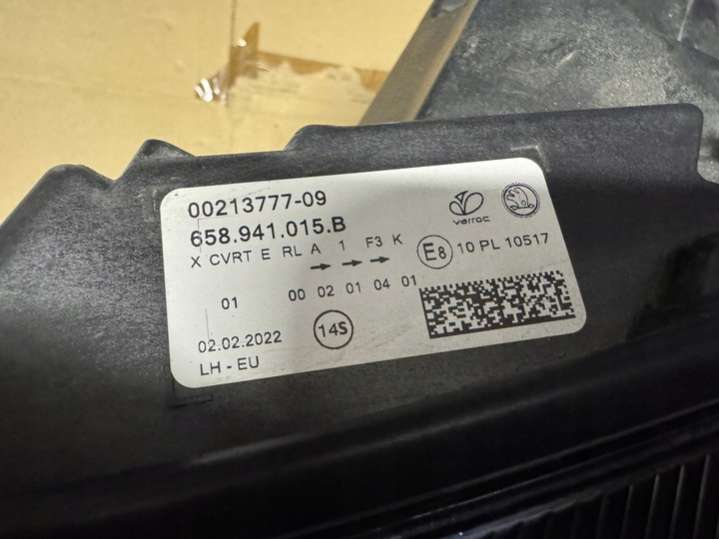 00213777-09
658.941.015.B
X CVRT E RL A 1 F3 K
01 00 02 01 04 01
02.02.2022 14S
LH - EU
varroc
E8 10 PL 10517